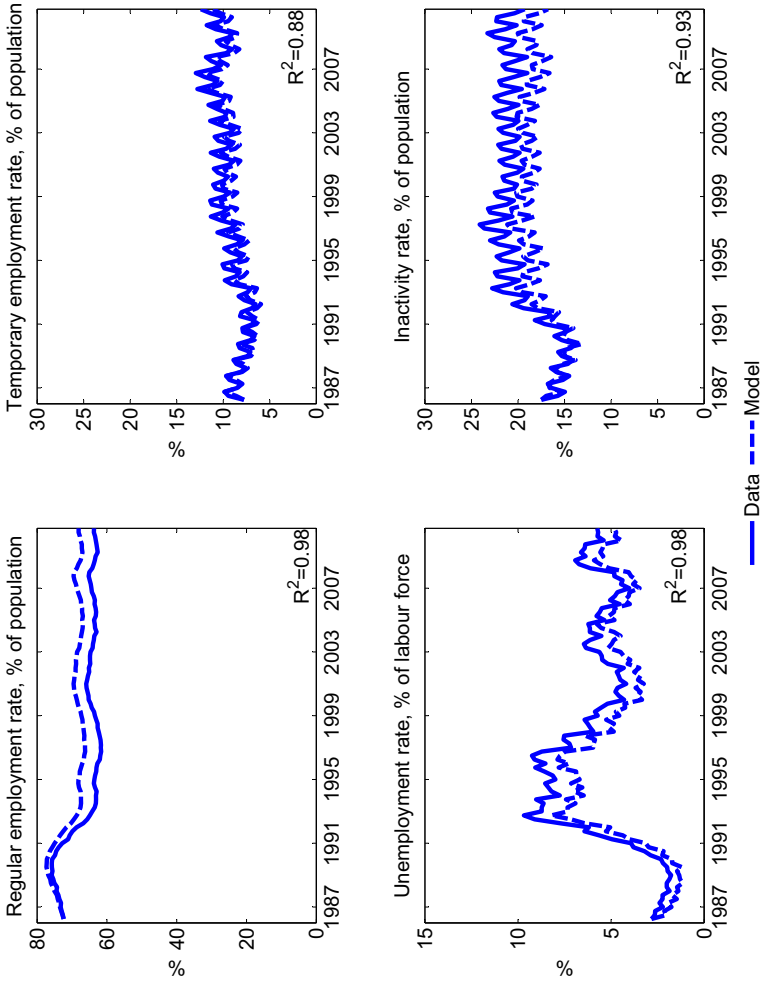 Regular employment rate, % of population
80
60
40
20
0
%
R²=0.98
1987 1991 1995 1999 2003 2007
Temporary employment rate, % of population
30
25
20
15
10
5
0
%
R²=0.88
1987 1991 1995 1999 2003 2007
Unemployment rate, % of labour force
15
10
5
0
%
R²=0.98
1987 1991 1995 1999 2003 2007
Inactivity rate, % of population
30
25
20
15
10
5
0
%
R²=0.93
1987 1991 1995 1999 2003 2007
Data Model